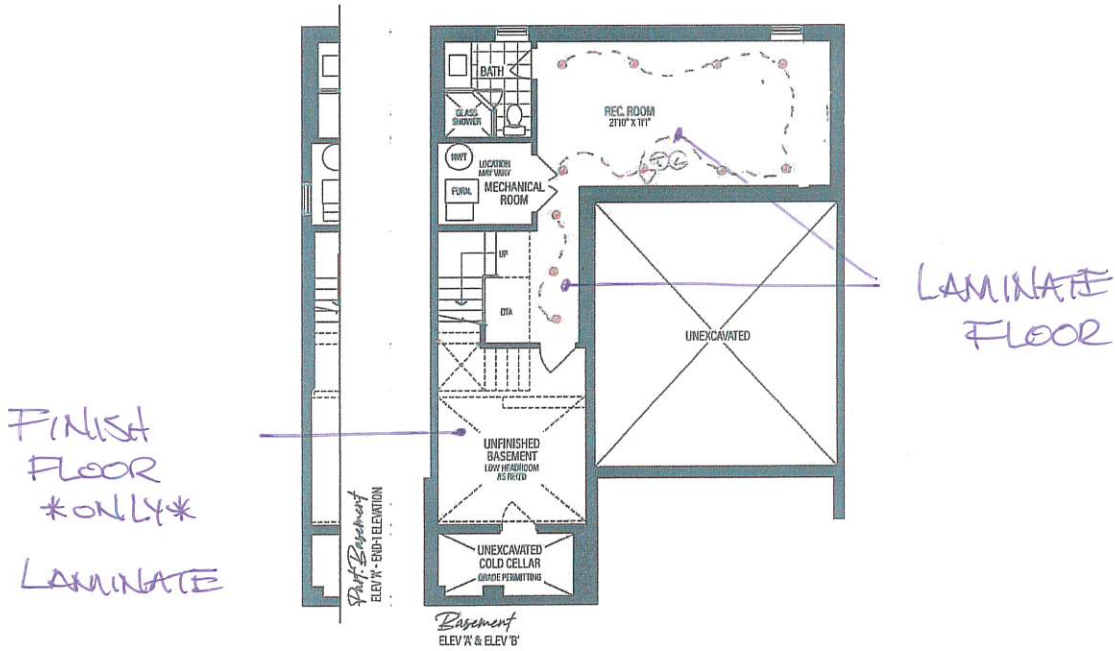 BATH
GLASS
SHOWER
REC. ROOM
21'10" X 11'1"
HWT
LOCATION
MAY VARY
FURN.
MECHANICAL
ROOM
UP
DTA
LAMINATE
FLOOR
UNEXCAVATED
FINISH
FLOOR
*ONLY*
LAMINATE
UNFINISHED
BASEMENT
LOW HEADROOM
AS REQ'D
UNEXCAVATED
COLD CELLAR
GRADE PERMITTING
Part. Basement
ELEV 'A' - END-1 ELEVATION
Basement
ELEV 'A' & ELEV 'B'